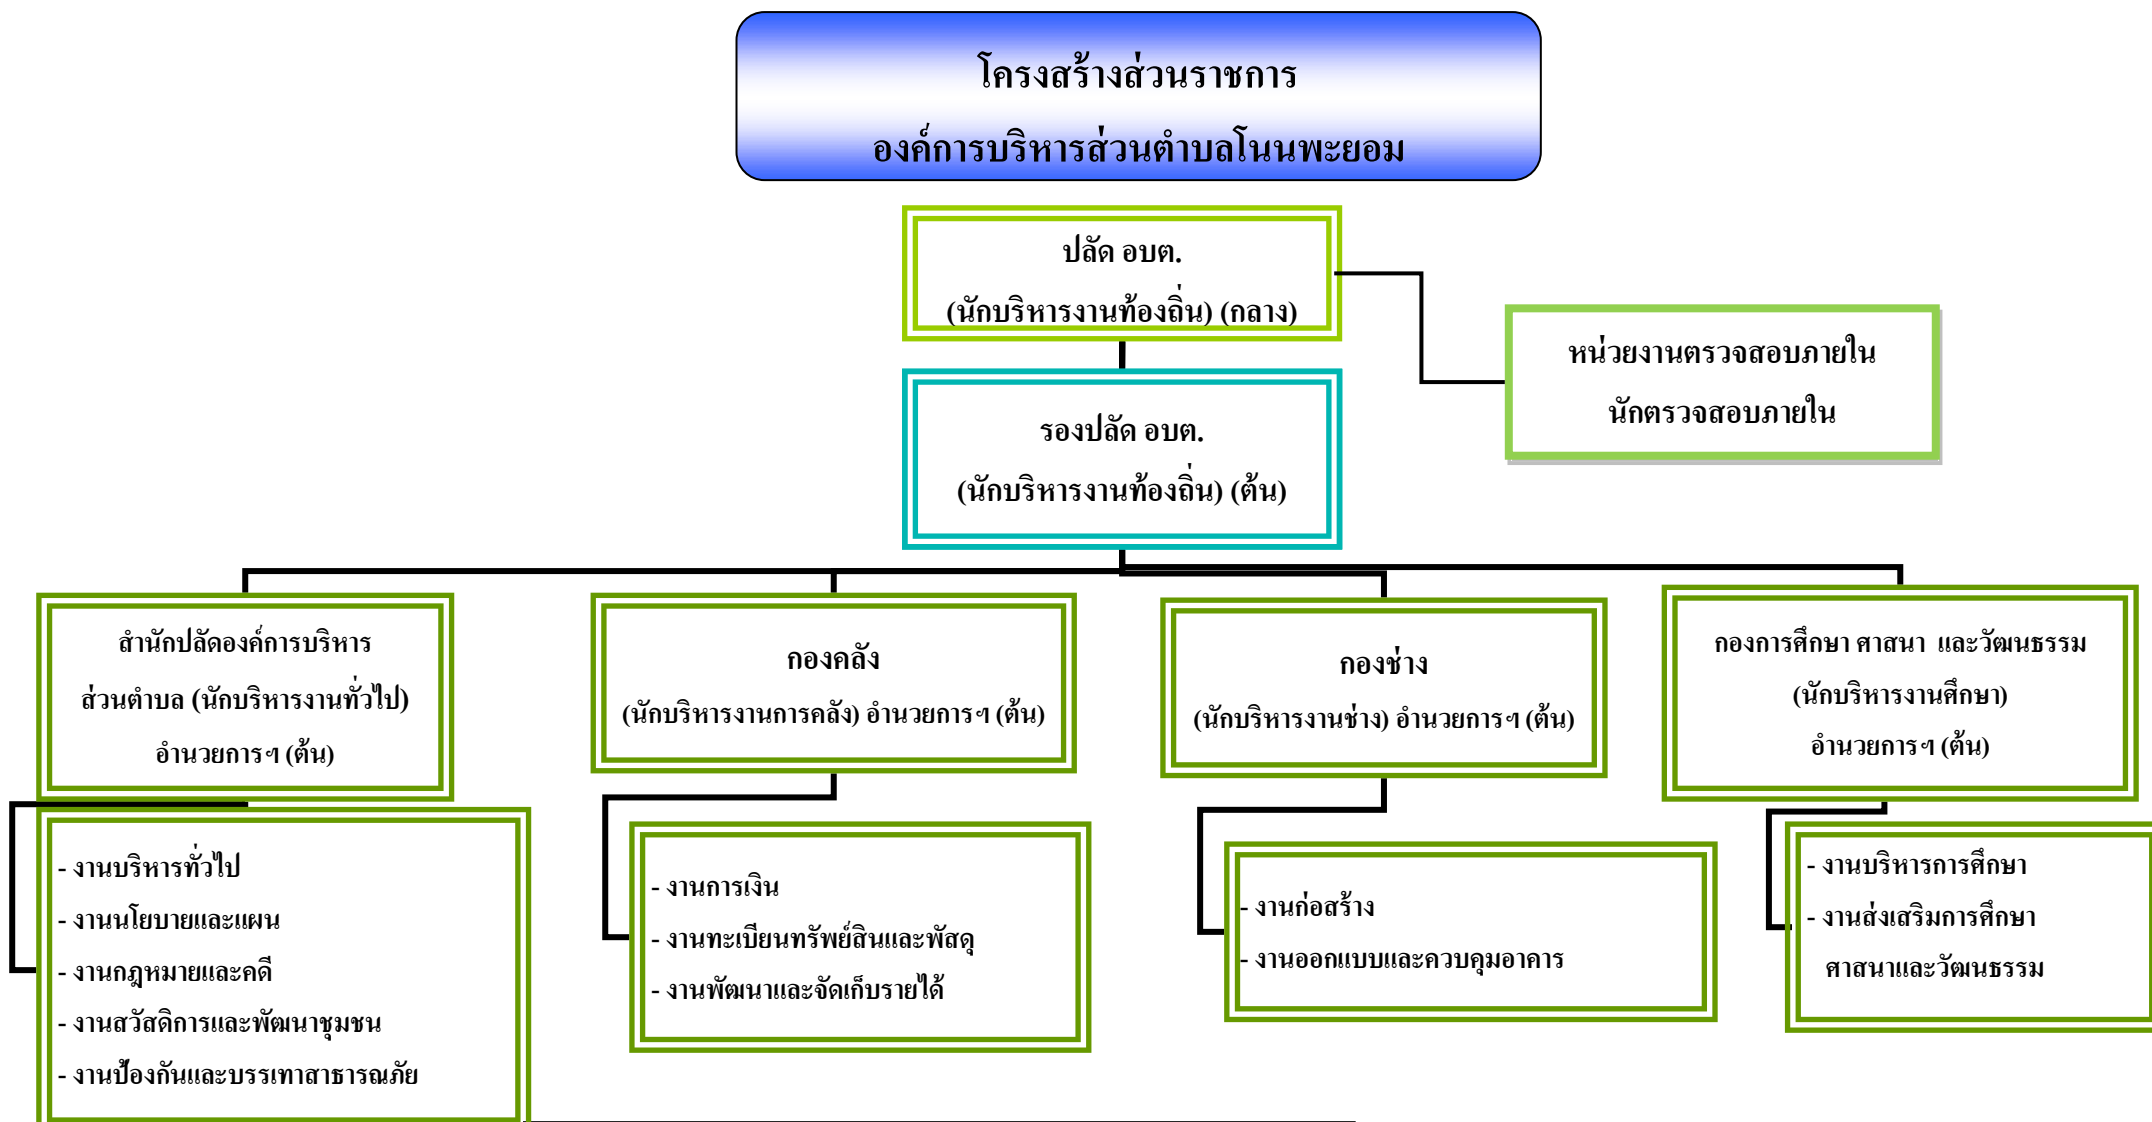 โครงสร้างส่วนราชการ
องค์การบริหารส่วนตำบลโนนพะยอม
ปลัด อบต.
(นักบริหารงานท้องถิ่น) (กลาง)
หน่วยงานตรวจสอบภายใน
นักตรวจสอบภายใน
รองปลัด อบต.
(นักบริหารงานท้องถิ่น) (ต้น)
สำนักปลัดองค์การบริหาร
ส่วนตำบล (นักบริหารงานทั่วไป)
อำนวยการฯ (ต้น)
กองคลัง
(นักบริหารงานการคลัง) อำนวยการฯ (ต้น)
กองช่าง
(นักบริหารงานช่าง) อำนวยการฯ (ต้น)
กองการศึกษา ศาสนา  และวัฒนธรรม
(นักบริหารงานศึกษา)
อำนวยการฯ (ต้น)
- งานบริหารทั่วไป
- งานนโยบายและแผน
- งานกฎหมายและคดี
- งานสวัสดิการและพัฒนาชุมชน
- งานป้องกันและบรรเทาสาธารณภัย
- งานการเงิน
- งานทะเบียนทรัพย์สินและพัสดุ
- งานพัฒนาและจัดเก็บรายได้
- งานก่อสร้าง
- งานออกแบบและควบคุมอาคาร
- งานบริหารการศึกษา
- งานส่งเสริมการศึกษา
ศาสนาและวัฒนธรรม